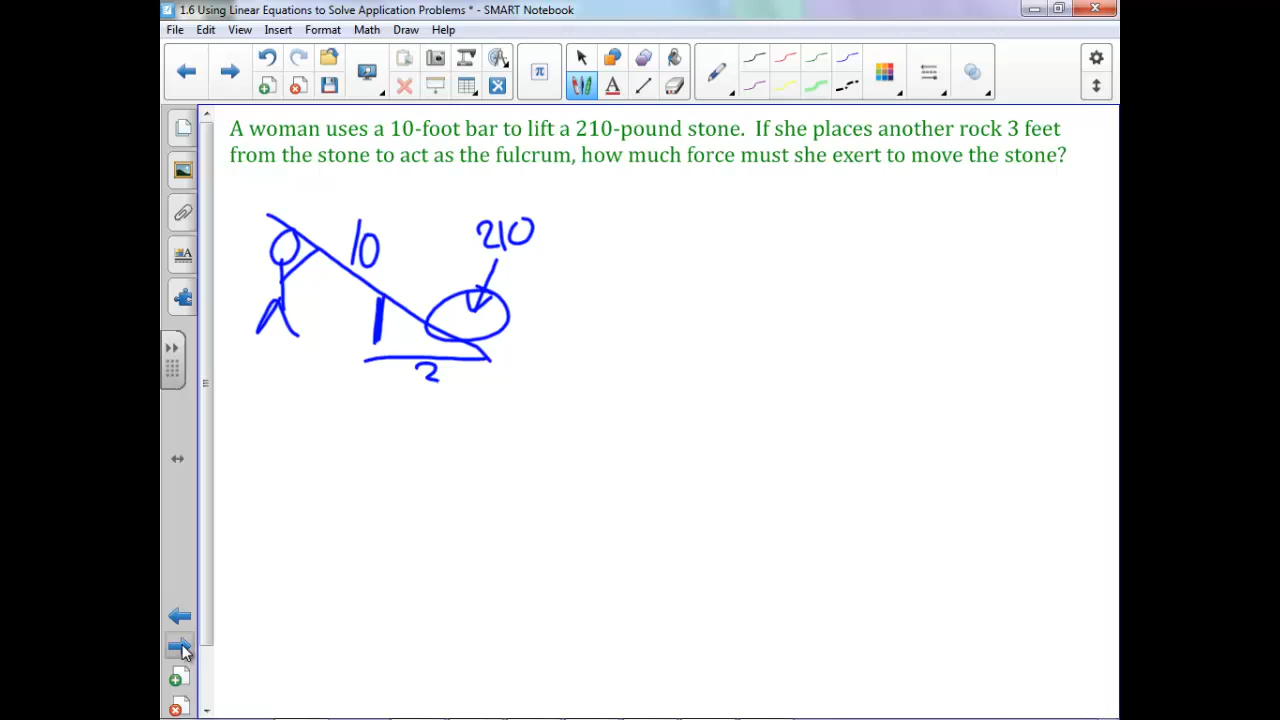 1.6 Using Linear Equations to Solve Application Problems * - SMART Notebook
File Edit View Insert Format Math Draw Help
π
A
A woman uses a 10-foot bar to lift a 210-pound stone. If she places another rock 3 feet
from the stone to act as the fulcrum, how much force must she exert to move the stone?
10
210